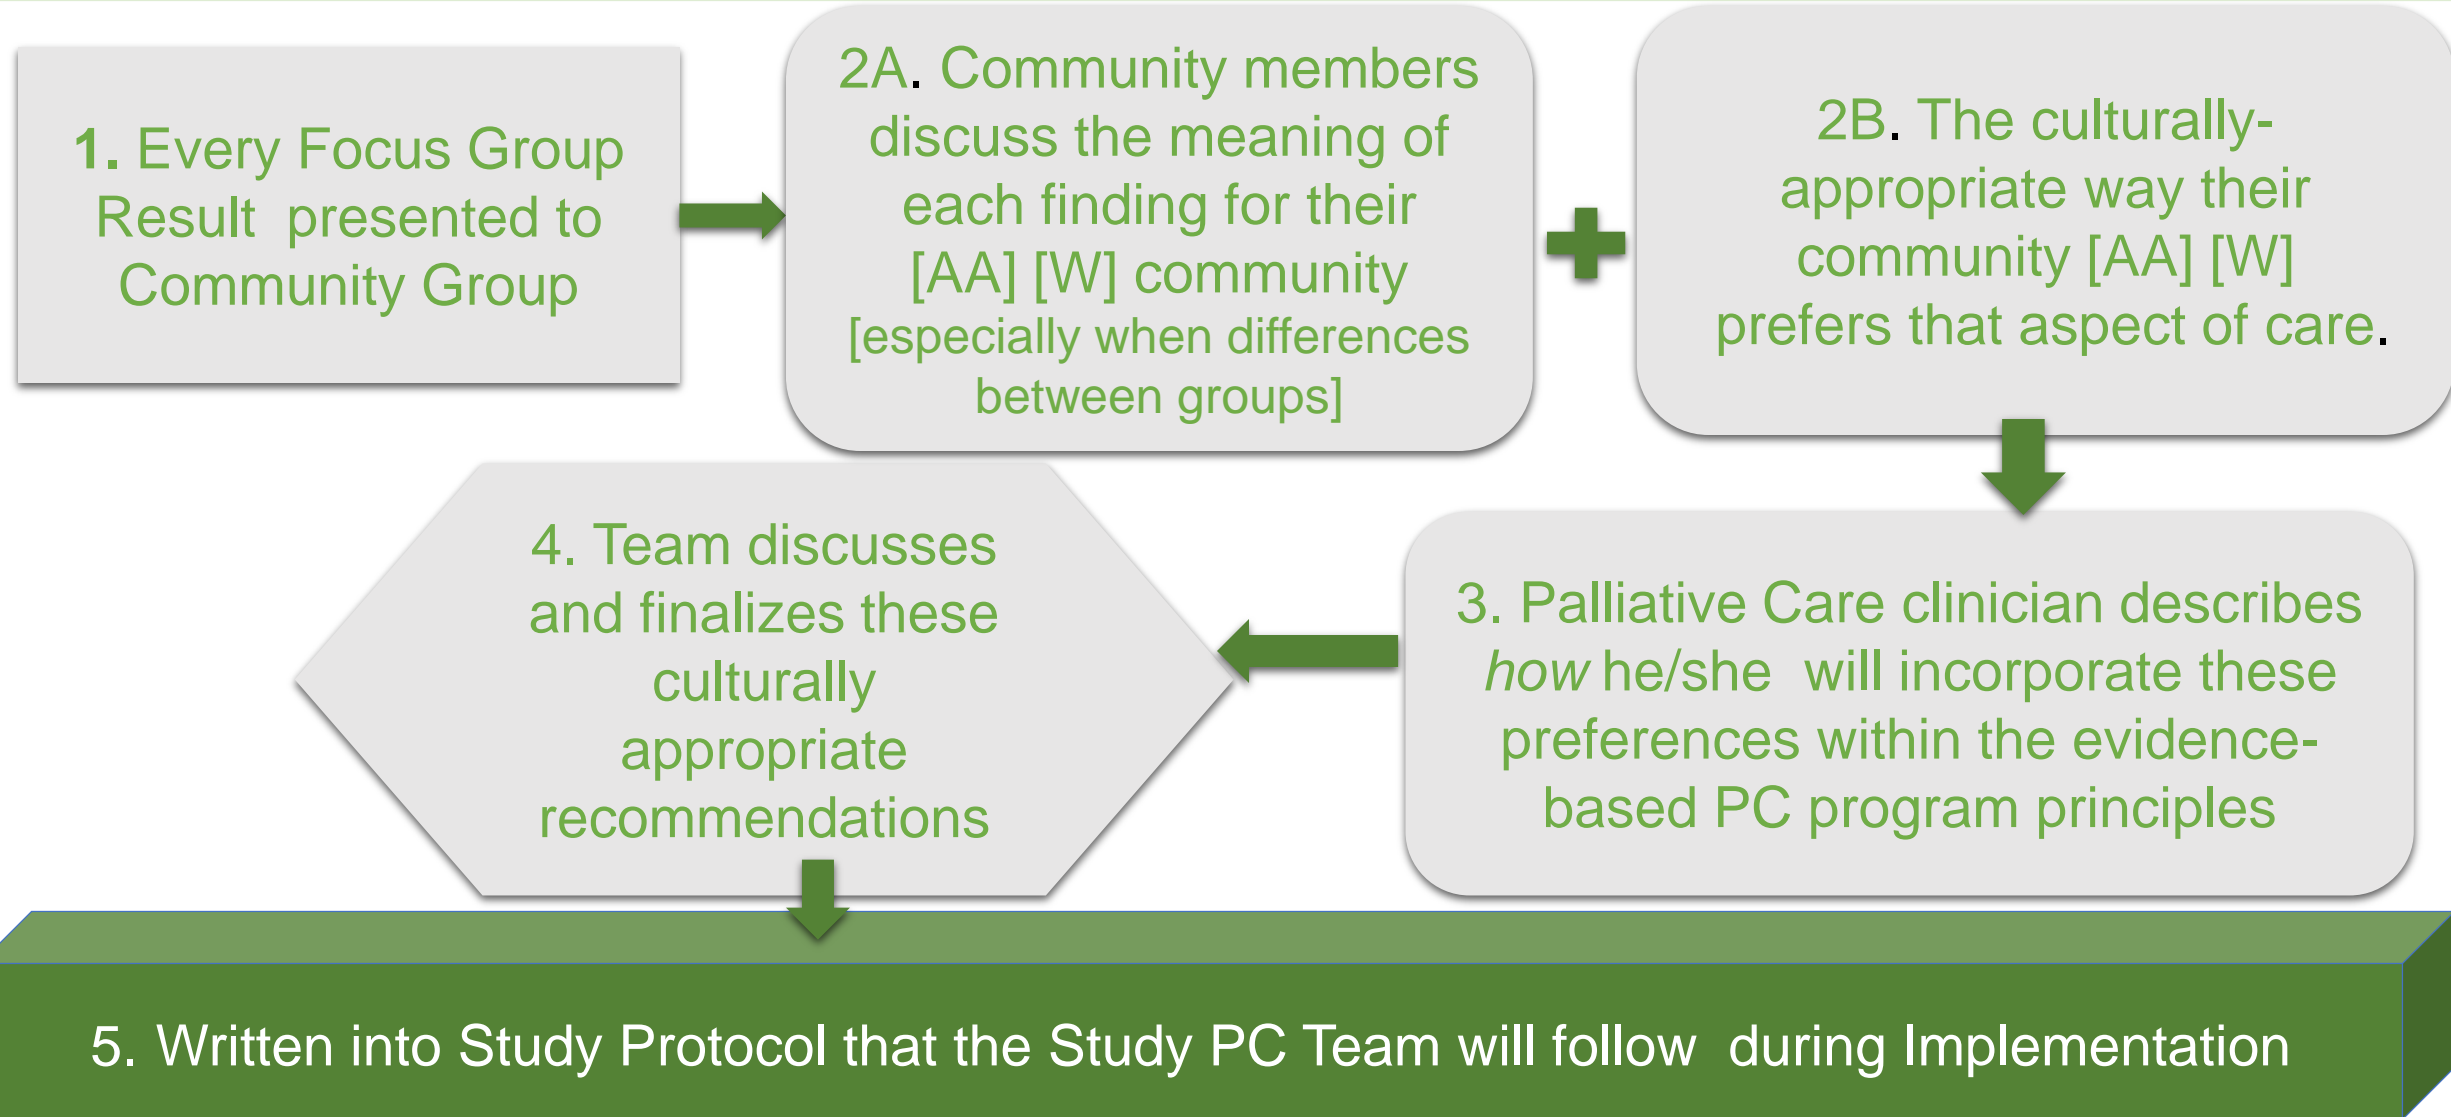 1. Every Focus Group
Result  presented to
Community Group
2A. Community members
discuss the meaning of
each finding for their
[AA] [W] community
[especially when differences
between groups]
2B. The culturally-
appropriate way their
community [AA] [W]
prefers that aspect of care.
3. Palliative Care clinician describes
how he/she  will incorporate these
preferences within the evidence-
based PC program principles
4. Team discusses
and finalizes these
culturally
appropriate
recommendations
5. Written into Study Protocol that the Study PC Team will follow  during Implementation